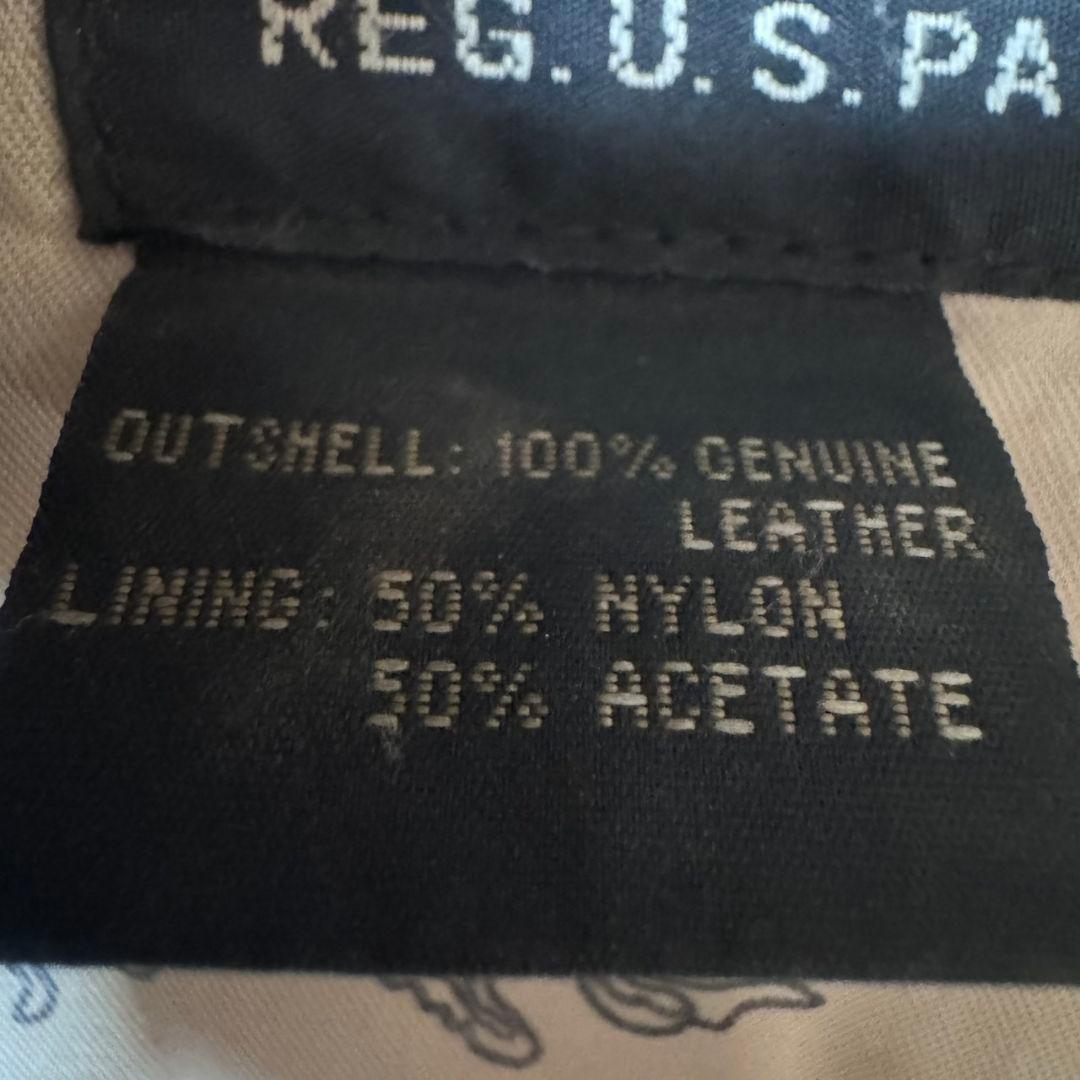 REG. U.S. PA
OUTSHELL: 100% GENUINE
LEATHER
LINING: 50% NYLON
50% ACETATE